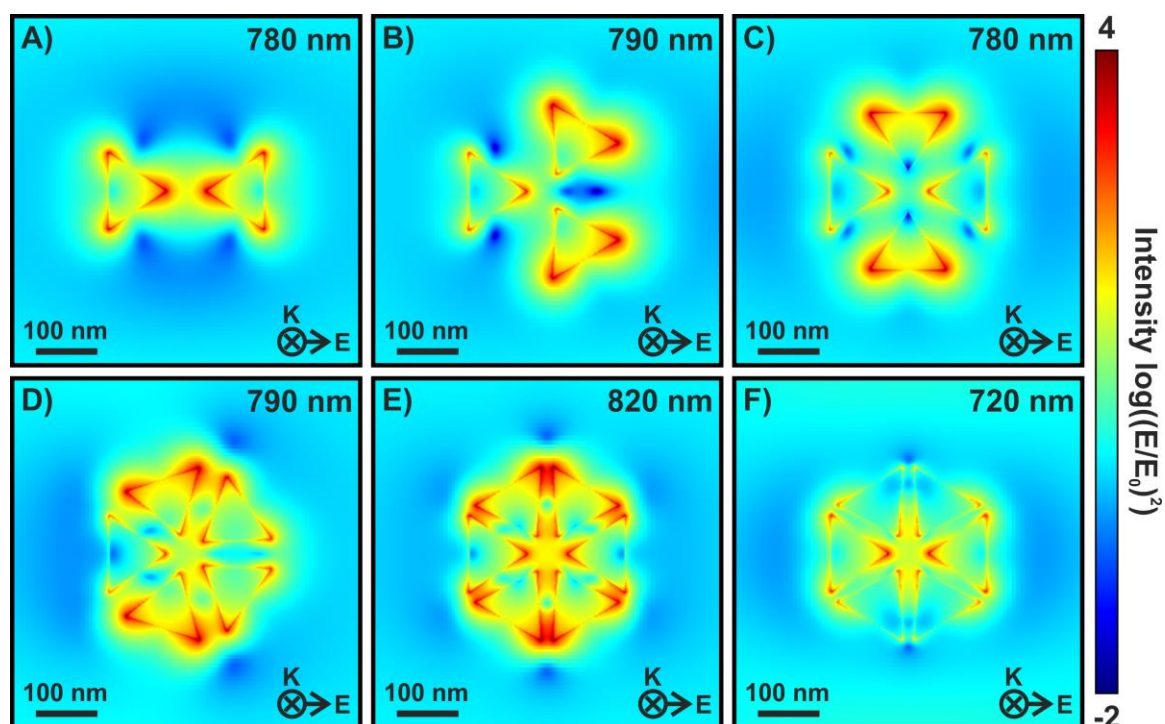 A) 780 nm
B) 790 nm
C) 780 nm
4
100 nm
K
E
100 nm
K
E
100 nm
K
E
D) 790 nm
E) 820 nm
F) 720 nm
100 nm
K
E
100 nm
K
E
100 nm
K
E
-2
Intensity log((E/E₀)²)